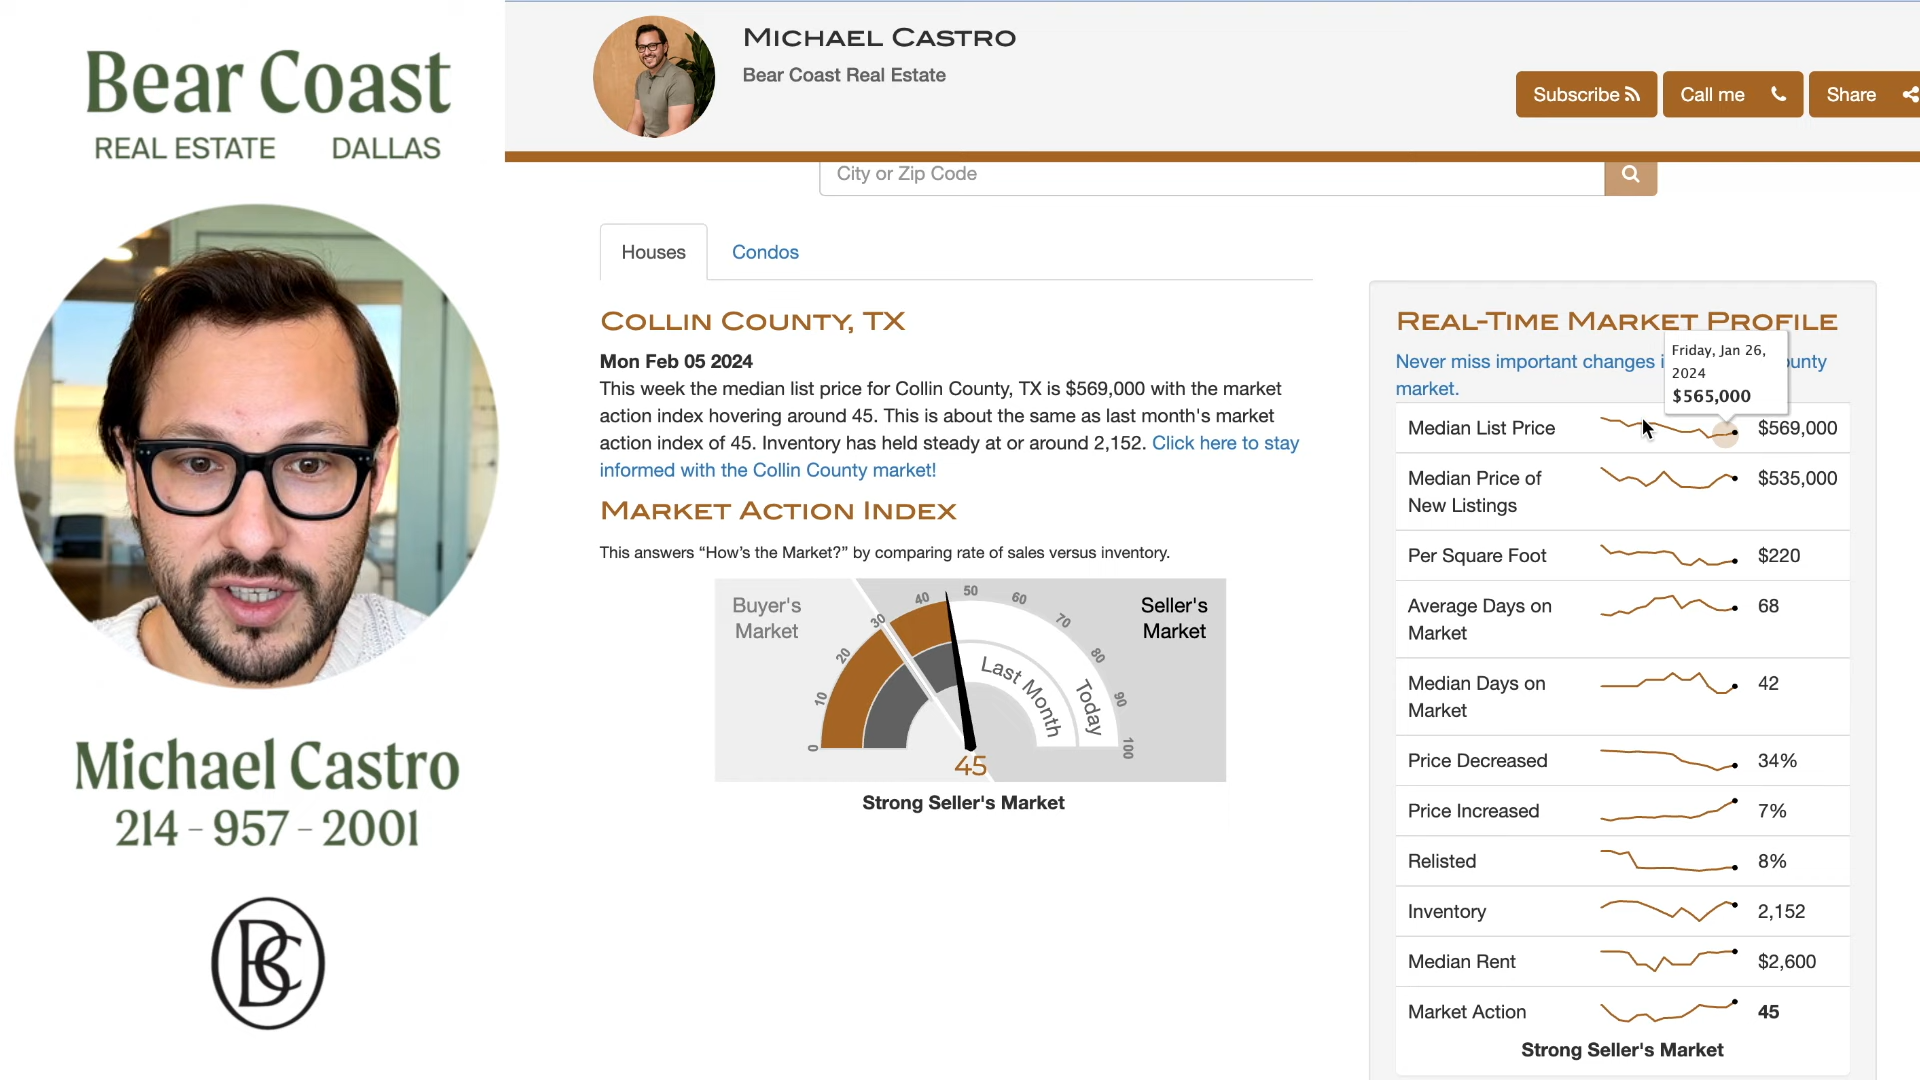 Bear Coast
REAL ESTATE DALLAS
Michael Castro
214 - 957 - 2001
BC
MICHAEL CASTRO
Bear Coast Real Estate
Subscribe
Call me
Share
City or Zip Code
Houses
Condos
COLLIN COUNTY, TX
Mon Feb 05 2024
This week the median list price for Collin County, TX is $569,000 with the market
action index hovering around 45. This is about the same as last month's market
action index of 45. Inventory has held steady at or around 2,152. Click here to stay
informed with the Collin County market!
MARKET ACTION INDEX
This answers “How’s the Market?” by comparing rate of sales versus inventory.
Buyer's
Market
Seller's
Market
0
10
20
30
40
50
60
70
80
90
100
Last Month
Today
45
Strong Seller's Market
REAL-TIME MARKET PROFILE
Never miss important changes i ounty
market.
Friday, Jan 26,
2024
$565,000
Median List Price $569,000
Median Price of
New Listings
$535,000
Per Square Foot $220
Average Days on
Market
68
Median Days on
Market
42
Price Decreased 34%
Price Increased 7%
Relisted 8%
Inventory 2,152
Median Rent $2,600
Market Action 45
Strong Seller's Market